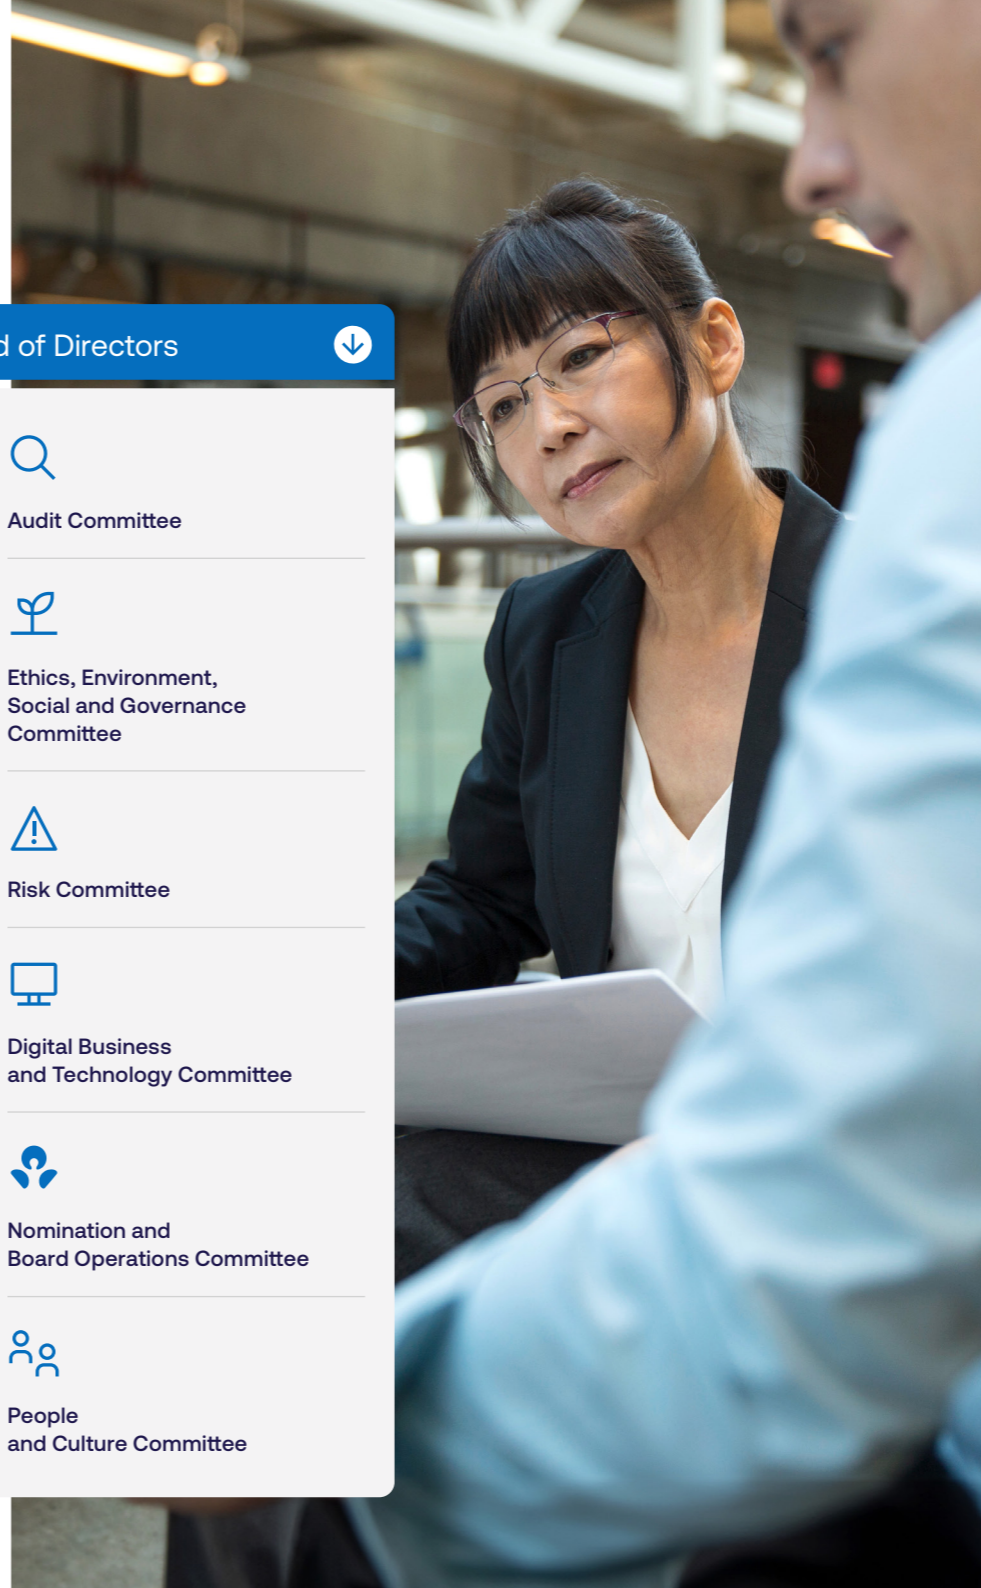 d of Directors
Audit Committee
Ethics, Environment,
Social and Governance
Committee
Risk Committee
Digital Business
and Technology Committee
Nomination and
Board Operations Committee
People
and Culture Committee